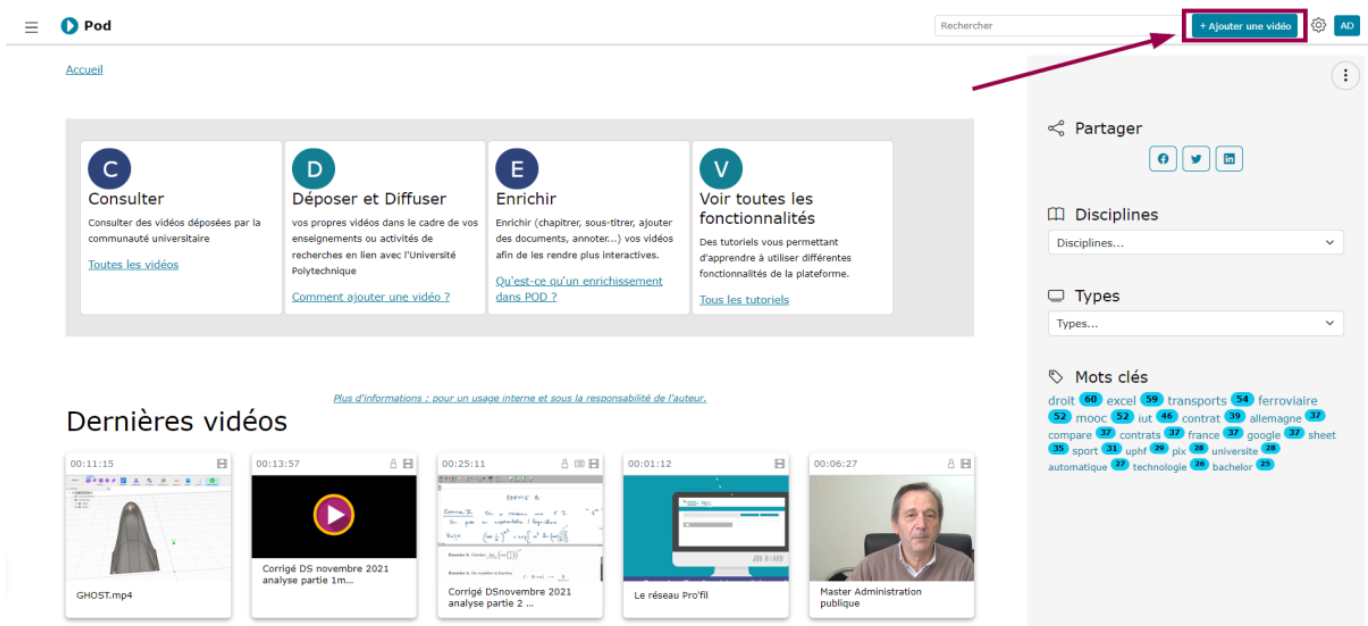 Pod
Rechercher
+ Ajouter une vidéo
AD
Accueil
C
Consulter
Consulter des vidéos déposées par la
communauté universitaire
Toutes les vidéos
D
Déposer et Diffuser
vos propres vidéos dans le cadre de vos
enseignements ou activités de
recherches en lien avec l'Université
Polytechnique
Comment ajouter une vidéo ?
E
Enrichir
Enrichir (chapitrer, sous-titrer, ajouter
des documents, annoter...) vos vidéos
afin de les rendre plus interactives.
Qu'est-ce qu'un enrichissement
dans POD ?
V
Voir toutes les
fonctionnalités
Des tutoriels vous permettant
d'apprendre à utiliser différentes
fonctionnalités de la plateforme.
Tous les tutoriels
Plus d'informations : pour un usage interne et sous la responsabilité de l'auteur.
Dernières vidéos
00:11:15
GHOST.mp4
00:13:57
Corrigé DS novembre 2021
analyse partie 1m...
00:25:11
PARTIE B
Corrigé DSnovembre 2021
analyse partie 2 ...
00:01:12
Le réseau Pro'fil
00:06:27
Master Administration
publique
Partager
Disciplines
Disciplines...
Types
Types...
Mots clés
droit 60 excel 59 transports 54 ferroviaire
52 mooc 52 iut 46 contrat 39 allemagne 37
compare 37 contrats 37 france 37 google 37 sheet
35 sport 31 uphf 29 pix 28 universite 28
automatique 27 technologie 26 bachelor 25